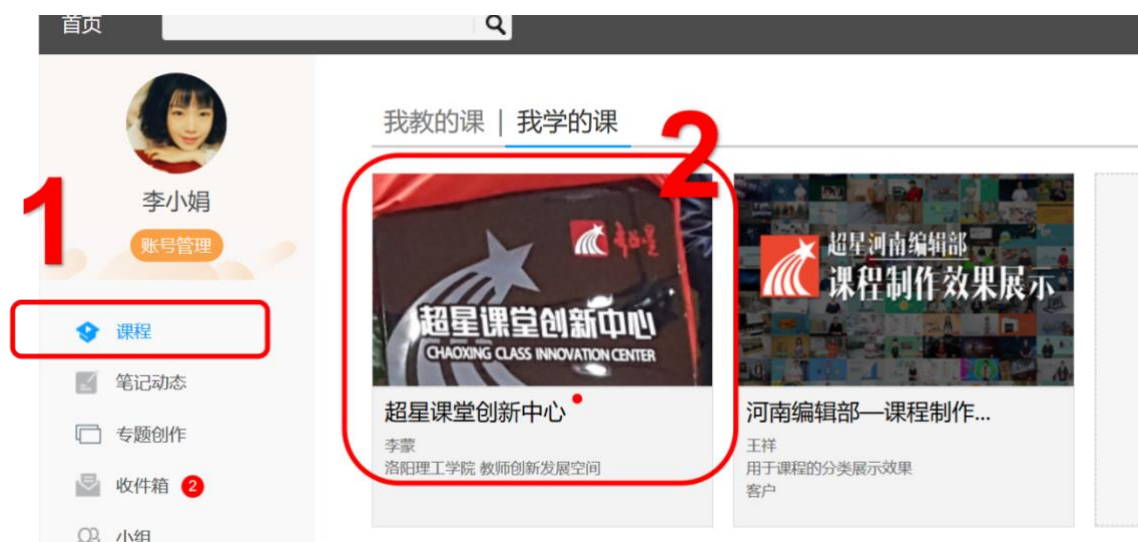 首页
1
李小娟
账号管理
课程
笔记动态
专题创作
收件箱 2
小组
我教的课 | 我学的课
2
超星课堂创新中心
CHAOXING CLASS INNOVATION CENTER
超星课堂创新中心
李蒙
洛阳理工学院 教师创新发展空间
超星河南编辑部
课程制作效果展示
河南编辑部—课程制作...
王祥
用于课程的分类展示效果
客户